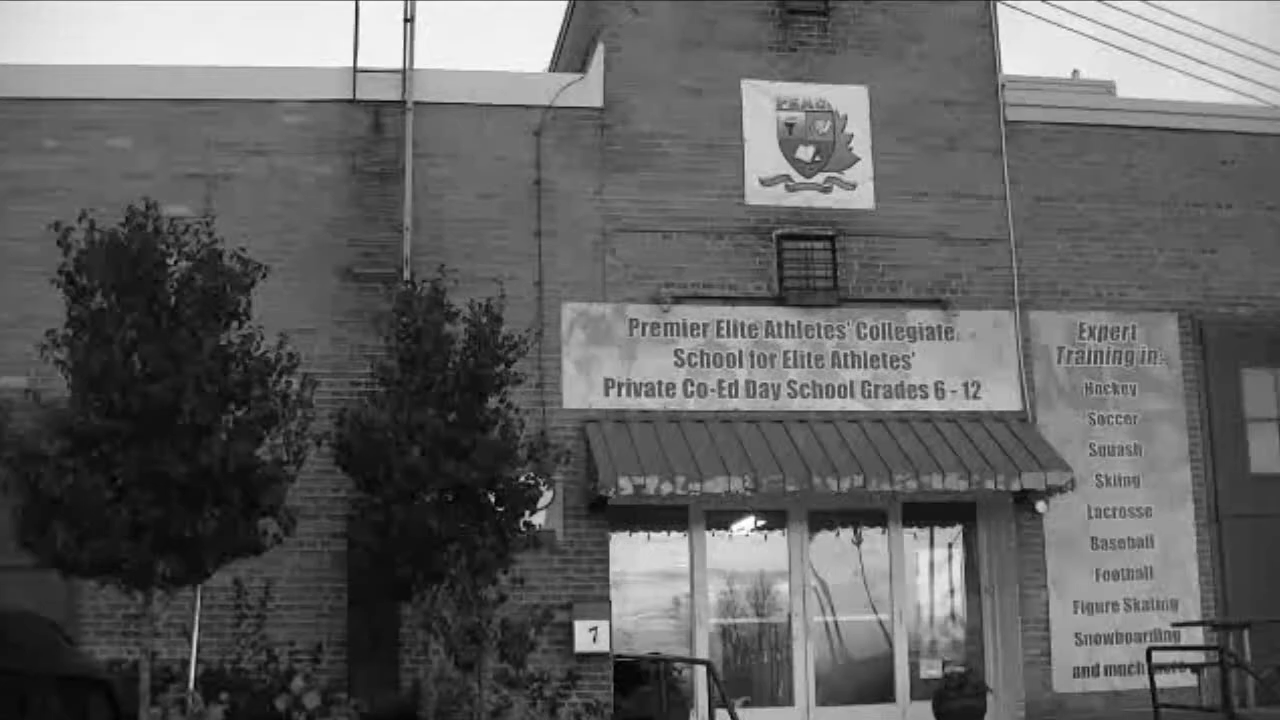 PEAC
Premier Elite Athletes' Collegiate
School for Elite Athletes'
Private Co-Ed Day School Grades 6 - 12
Expert
Training in:
Hockey
Soccer
Squash
Skiing
Lacrosse
Baseball
Football
Figure Skating
Snowboarding
and much
7